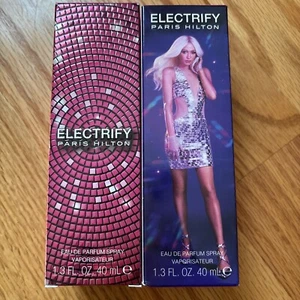 ELECTRIFY
PARIS HILTON
EAU DE PARFUM SPRAY
VAPORISATEUR
1.3 FL. OZ. 40 mL e
ELECTRIFY
PARIS HILTON
EAU DE PARFUM SPRAY
VAPORISATEUR
1.3 FL. OZ. 40 mL e